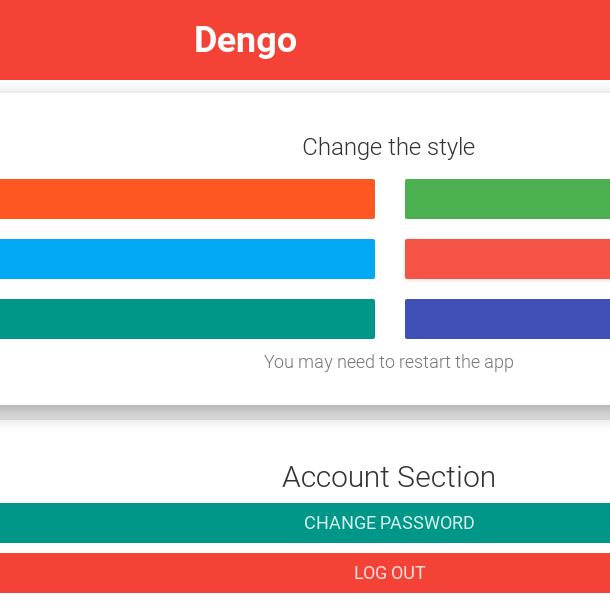 Dengo
Change the style
You may need to restart the app
Account Section
CHANGE PASSWORD
LOG OUT